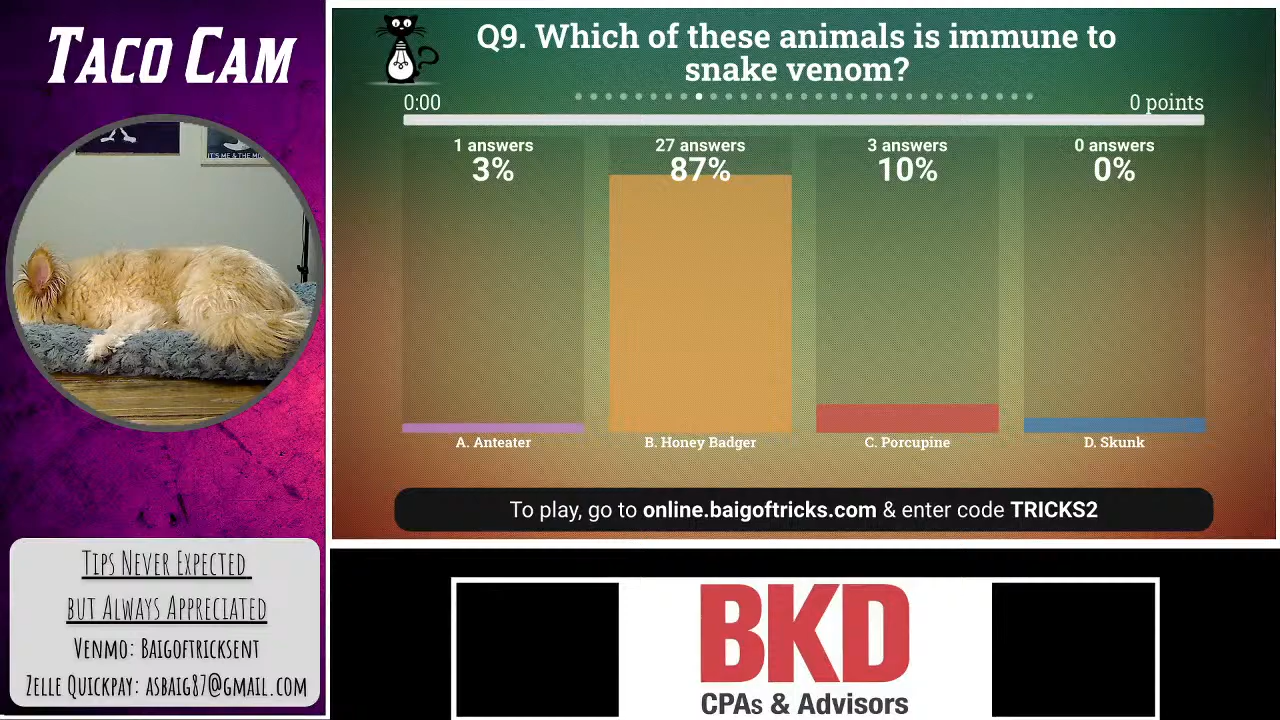 TACO CAM
IT'S ME & THE
TIPS NEVER EXPECTED
BUT ALWAYS APPRECIATED
VENMO: BAIGOFTRICKSENT
ZELLE QUICKPAY: ASBAIG87@GMAIL.COM
Q9. Which of these animals is immune to
snake venom?
0:00
0 points
1 answers
3%
27 answers
87%
3 answers
10%
0 answers
0%
A. Anteater
B. Honey Badger
C. Porcupine
D. Skunk
To play, go to online.baigoftricks.com & enter code TRICKS2
BKD
CPAs & Advisors